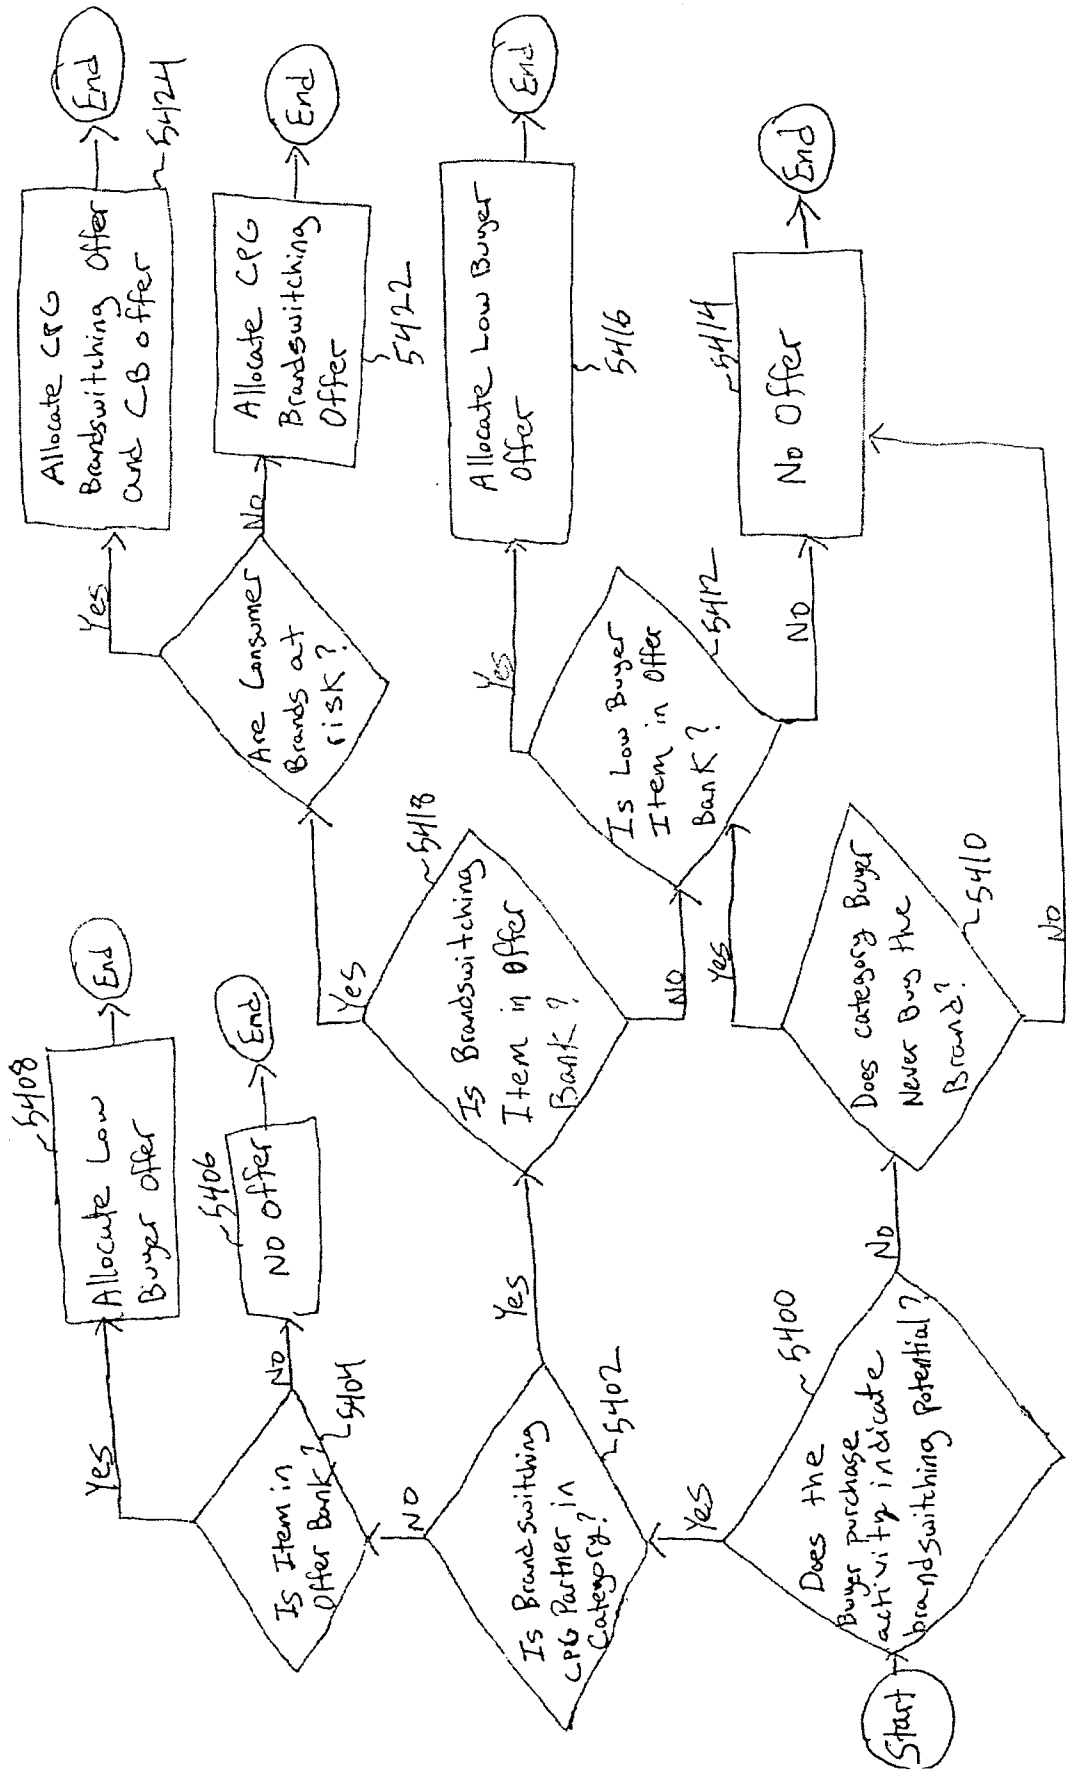 Start
Does the
Buyer purchase
activity indicate
brandswitching potential?
5400
Yes
No
Is Brandswitching
CPG Partner in
Category?
5402
No
Yes
Is Item in
Offer Bank?
5404
Yes
No
5408
Allocate Low
Buyer Offer
End
5406
No Offer
End
Does category Buyer
Never Buy the
Brand?
5410
Yes
No
Is Brandswitching
Item in Offer
Bank?
5418
Yes
No
Is Low Buyer
Item in Offer
Bank?
5412
Yes
No
Are Consumer
Brands at
risk?
Yes
No
Allocate CPG
Brandswitching Offer
and CB offer
5424
End
Allocate CPG
Brandswitching
Offer
5422
End
Allocate Low Buyer
Offer
5416
End
No Offer
5414
End